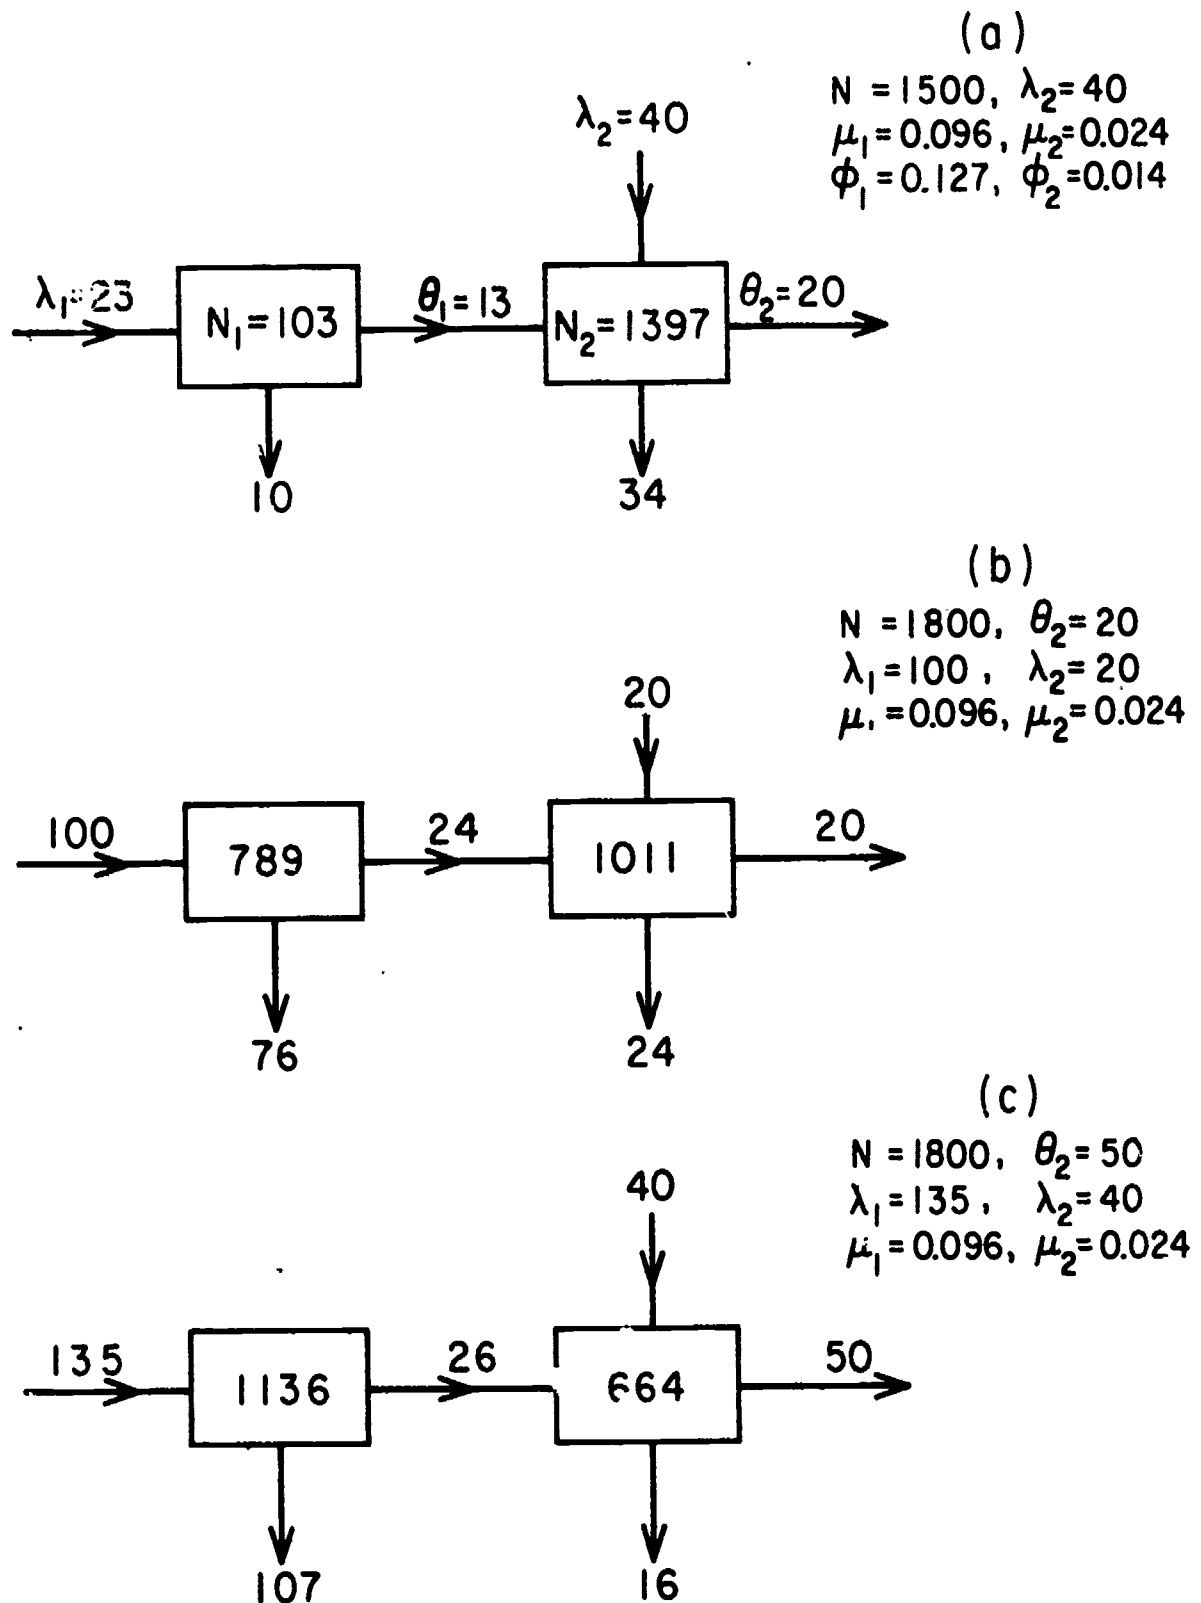 (a)
N = 1500, λ₂=40
μ₁=0.096, μ₂=0.024
ϕ₁=0.127, ϕ₂=0.014
λ₂=40
λ₁=23
N₁=103
θ₁=13
N₂=1397
θ₂=20
10
34
(b)
N =1800, θ₂=20
λ₁=100, λ₂=20
μ₁=0.096, μ₂=0.024
20
100
789
24
1011
20
76
24
(c)
N =1800, θ₂=50
λ₁=135, λ₂=40
μ₁=0.096, μ₂=0.024
40
135
1136
26
664
50
107
16